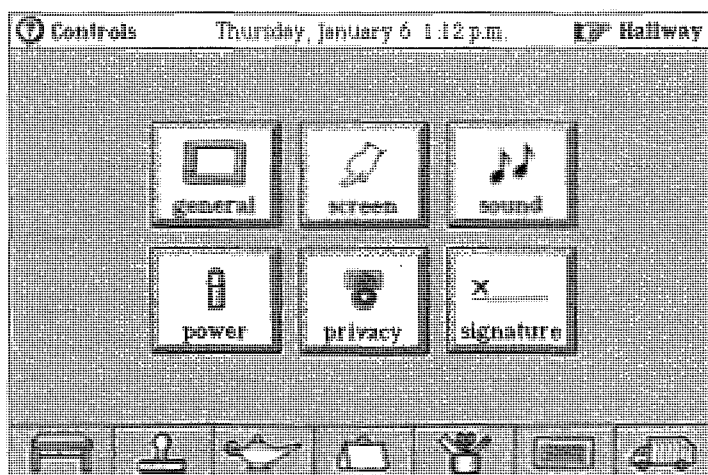 Controls Thursday, January 6 1:12 p.m. Hallway
general screen sound
power privacy signature